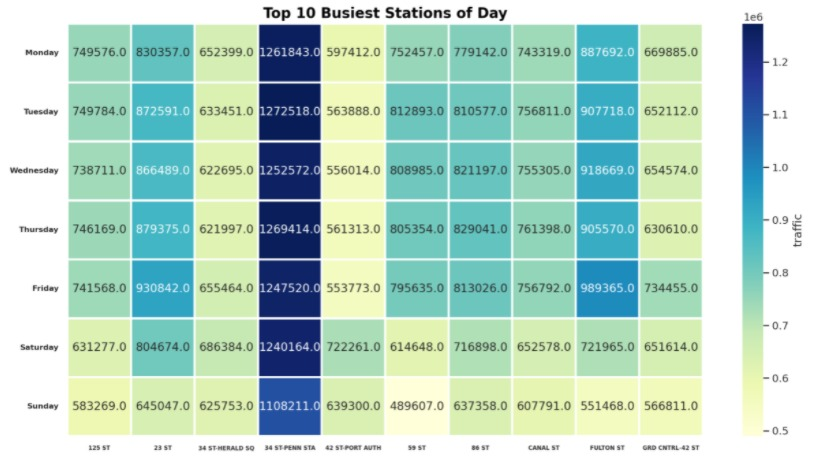 Top 10 Busiest Stations of Day
1e6
Monday 749576.0 830357.0 652399.0 1261843.0 597412.0 752457.0 779142.0 743319.0 887692.0 669885.0
1.2
Tuesday 749784.0 872591.0 633451.0 1272518.0 563888.0 812893.0 810577.0 756811.0 907718.0 652112.0
1.1
Wednesday 738711.0 866489.0 622695.0 1252572.0 556014.0 808985.0 821197.0 755305.0 918669.0 654574.0
1.0
Thursday 746169.0 879375.0 621997.0 1269414.0 561313.0 805354.0 829041.0 761398.0 905570.0 630610.0
0.9
traffic
0.8
Friday 741568.0 930842.0 655464.0 1247520.0 553773.0 795635.0 813026.0 756792.0 989365.0 734455.0
0.7
Saturday 631277.0 804674.0 686384.0 1240164.0 722261.0 614648.0 716898.0 652578.0 721965.0 651614.0
0.6
Sunday 583269.0 645047.0 625753.0 1108211.0 639300.0 489607.0 637358.0 607791.0 551468.0 566811.0
0.5
125 ST 23 ST 34 ST-HERALD SQ 34 ST-PENN STA 42 ST-PORT AUTH 59 ST 86 ST CANAL ST FULTON ST GRD CNTRL-42 ST